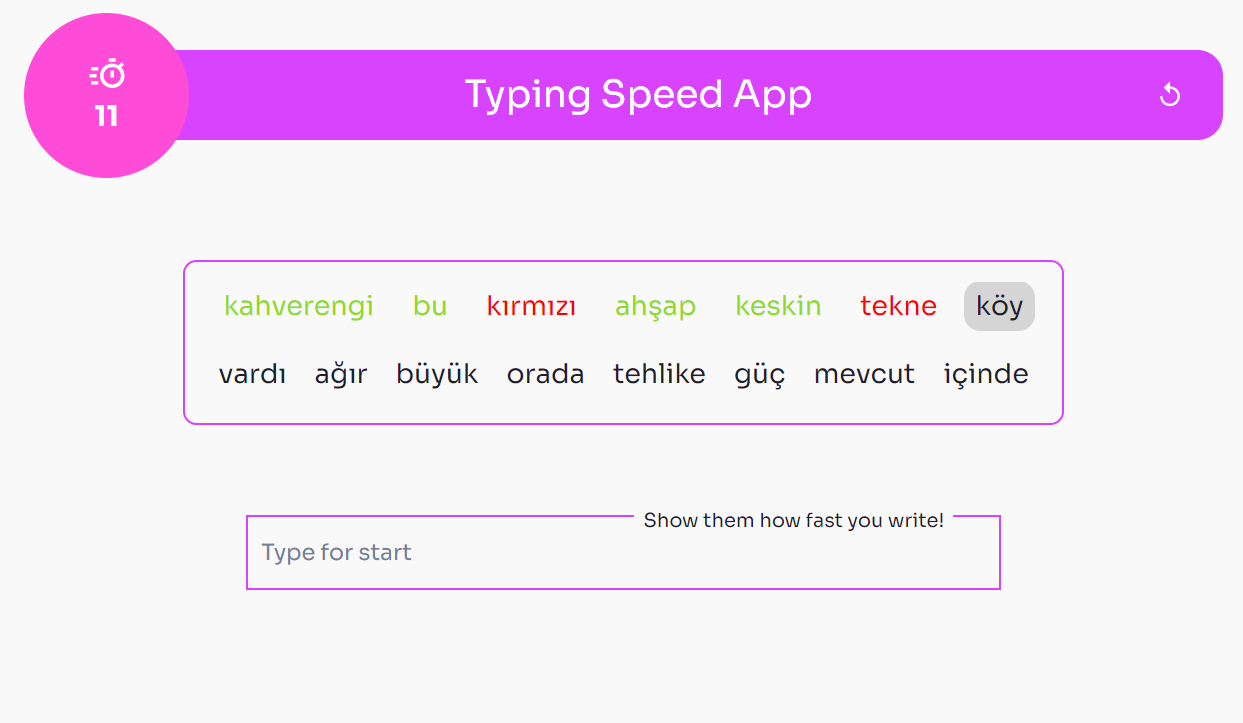 11
Typing Speed App
kahverengi bu kırmızı ahşap keskin tekne köy
vardı ağır büyük orada tehlike güç mevcut içinde
Show them how fast you write!
Type for start